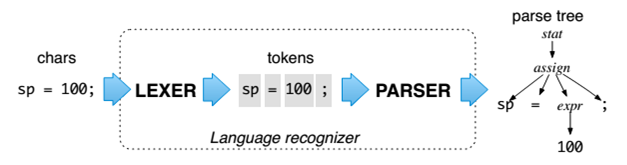 parse tree
stat
chars
tokens
assign
sp = 100;
LEXER
sp = 100 ;
PARSER
sp = expr ;
Language recognizer
100